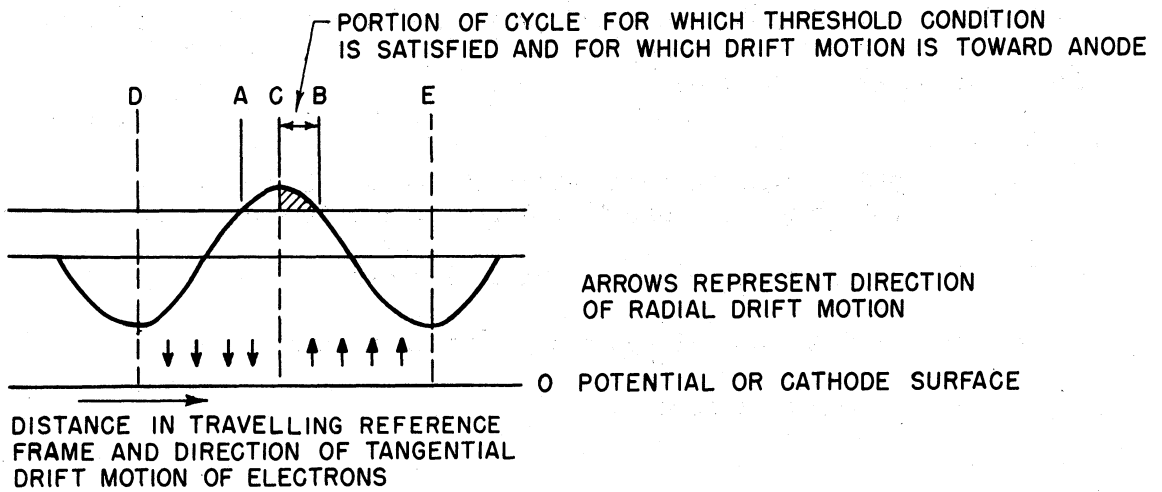 PORTION OF CYCLE FOR WHICH THRESHOLD CONDITION
IS SATISFIED AND FOR WHICH DRIFT MOTION IS TOWARD ANODE
D A C B E
ARROWS REPRESENT DIRECTION
OF RADIAL DRIFT MOTION
O POTENTIAL OR CATHODE SURFACE
DISTANCE IN TRAVELLING REFERENCE
FRAME AND DIRECTION OF TANGENTIAL
DRIFT MOTION OF ELECTRONS